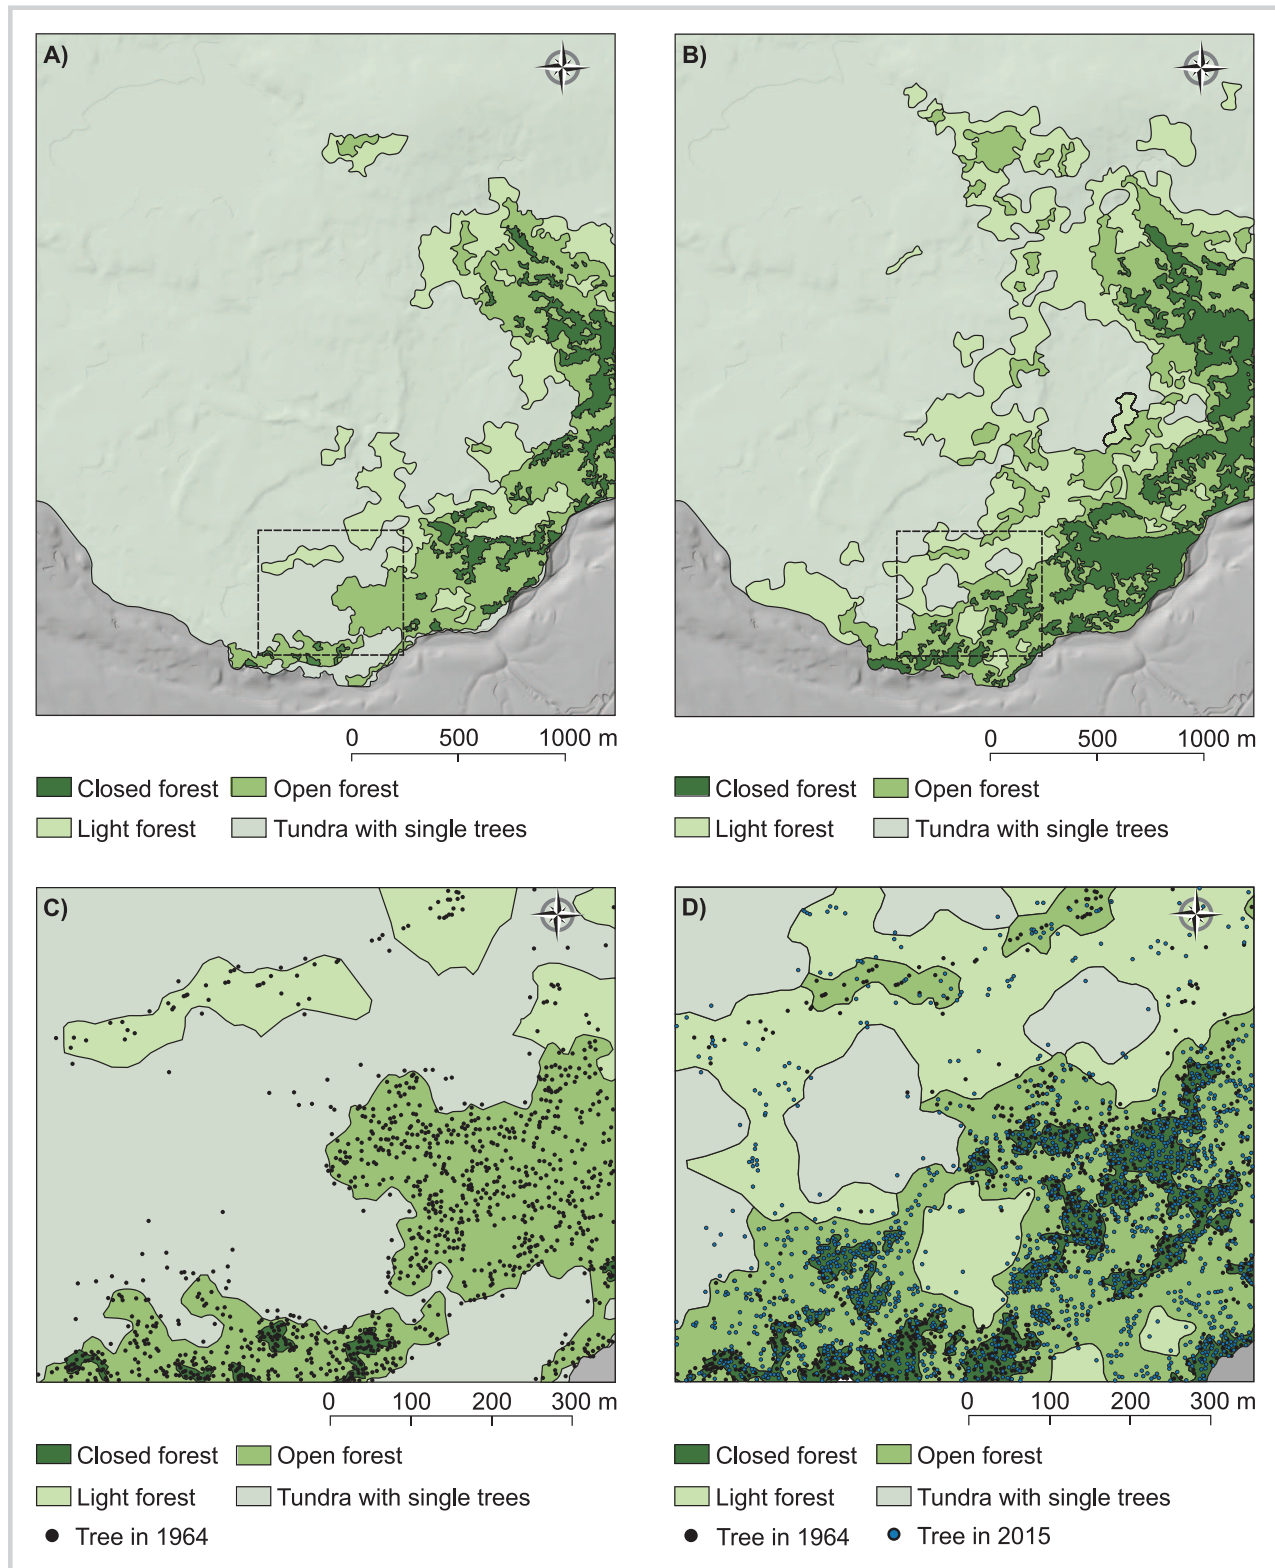 A)
B)
0 500 1000 m
0 500 1000 m
Closed forest Open forest
Light forest Tundra with single trees
Closed forest Open forest
Light forest Tundra with single trees
C)
D)
0 100 200 300 m
0 100 200 300 m
Closed forest Open forest
Light forest Tundra with single trees
Tree in 1964
Closed forest Open forest
Light forest Tundra with single trees
Tree in 1964 Tree in 2015